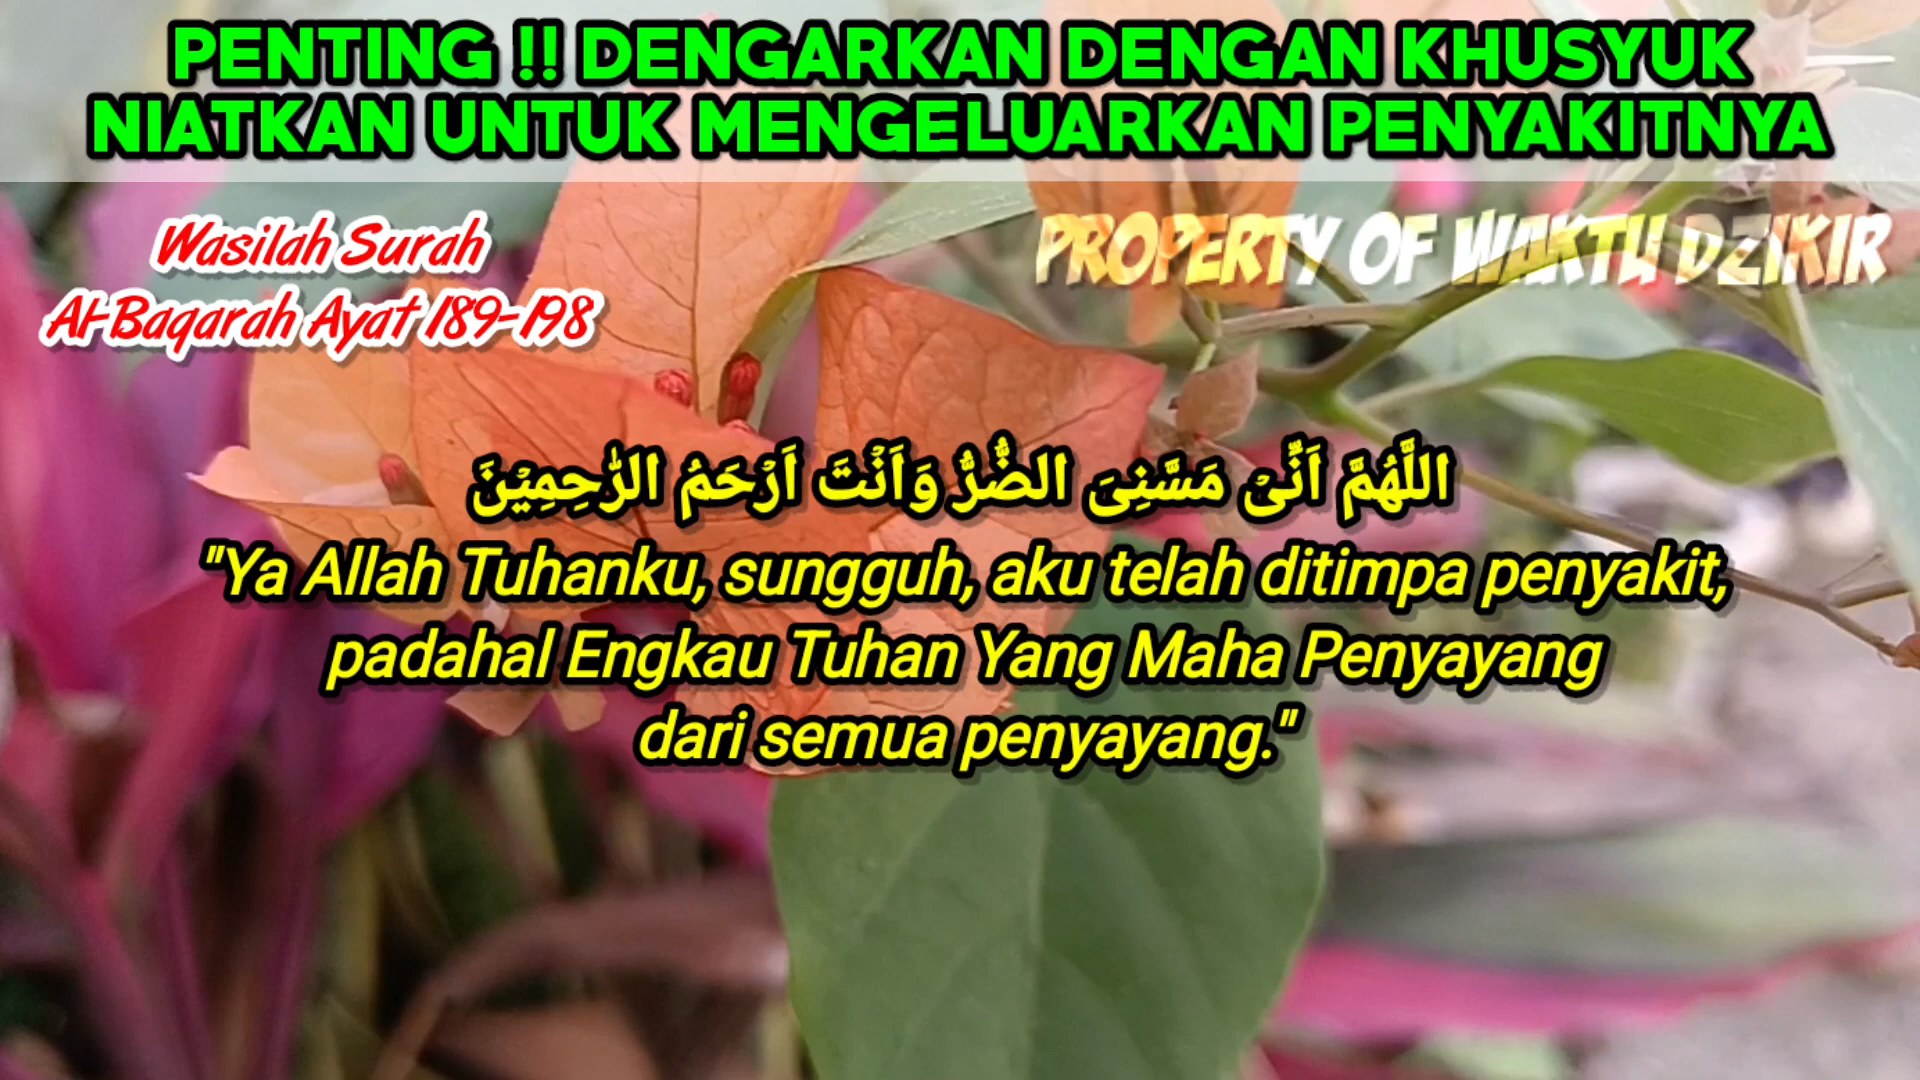 PENTING !! DENGARKAN DENGAN KHUSYUK
NIATKAN UNTUK MENGELUARKAN PENYAKITNYA
Wasilah Surah
Al-Baqarah Ayat 189-198
PROPERTY OF WAKTU DZIKIR
اللَّهُمَّ اَنِّىْ مَسَّنِىَ الضُّرُّ وَاَنْتَ اَرْحَمُ الرّٰحِمِيْنَ
"Ya Allah Tuhanku, sungguh, aku telah ditimpa penyakit,
padahal Engkau Tuhan Yang Maha Penyayang
dari semua penyayang."